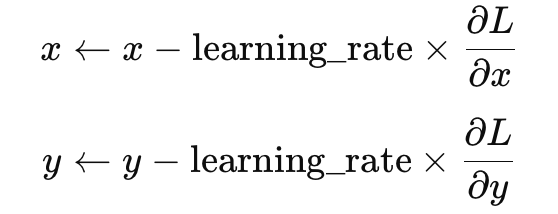 x ← x − learning_rate × ∂L/∂x
y ← y − learning_rate × ∂L/∂y